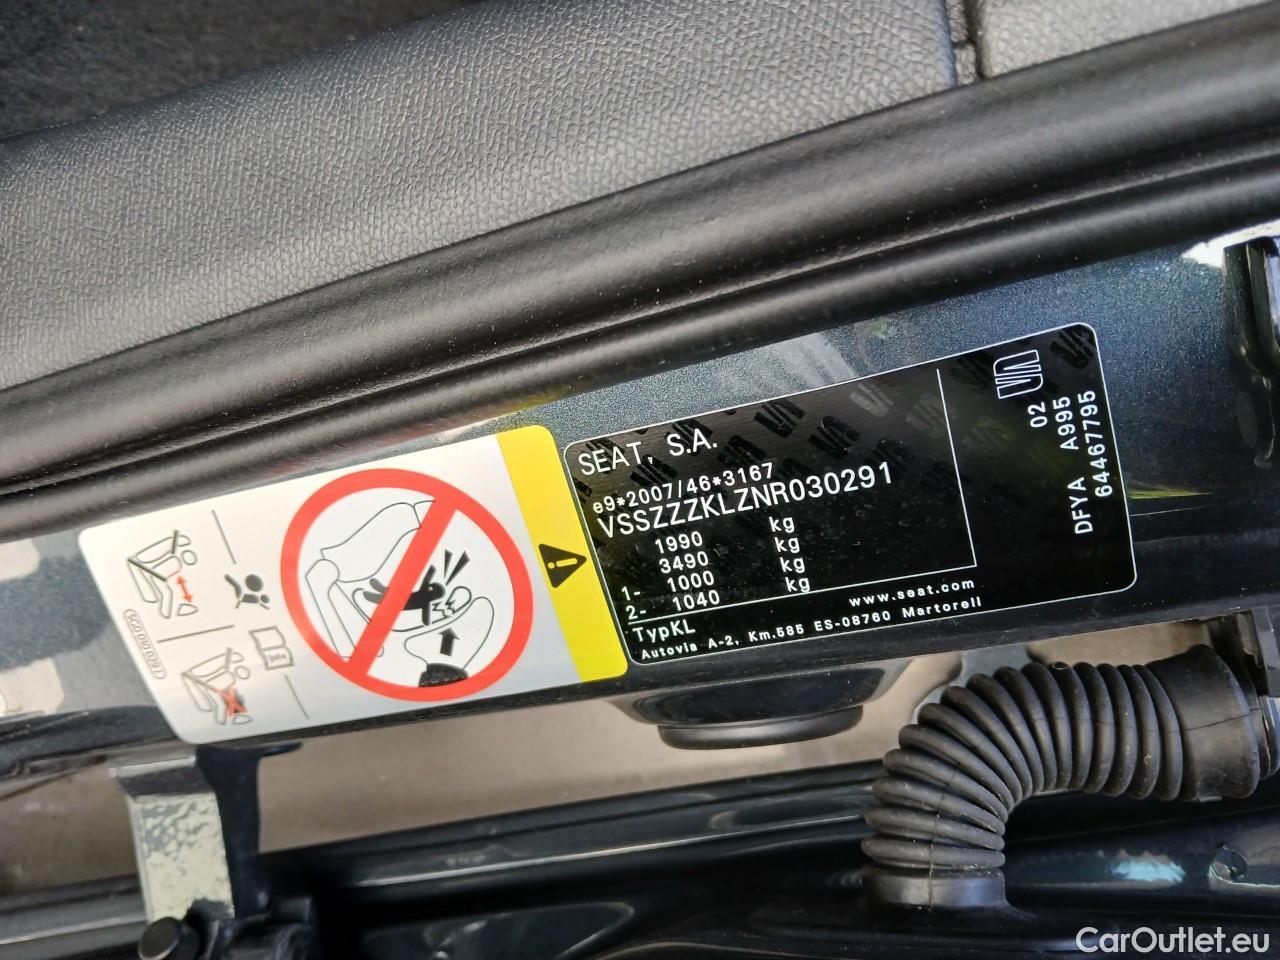 SEAT, S.A.
e9*2007/46*3167
VSSZZZKLZNR030291
1990 kg
3490 kg
1- 1000 kg
2- 1040 kg
TypKL
www.seat.com
Autovia A-2, Km.585 ES-08760 Martorell
02
DFYA A995
64467795
CarOutlet.eu